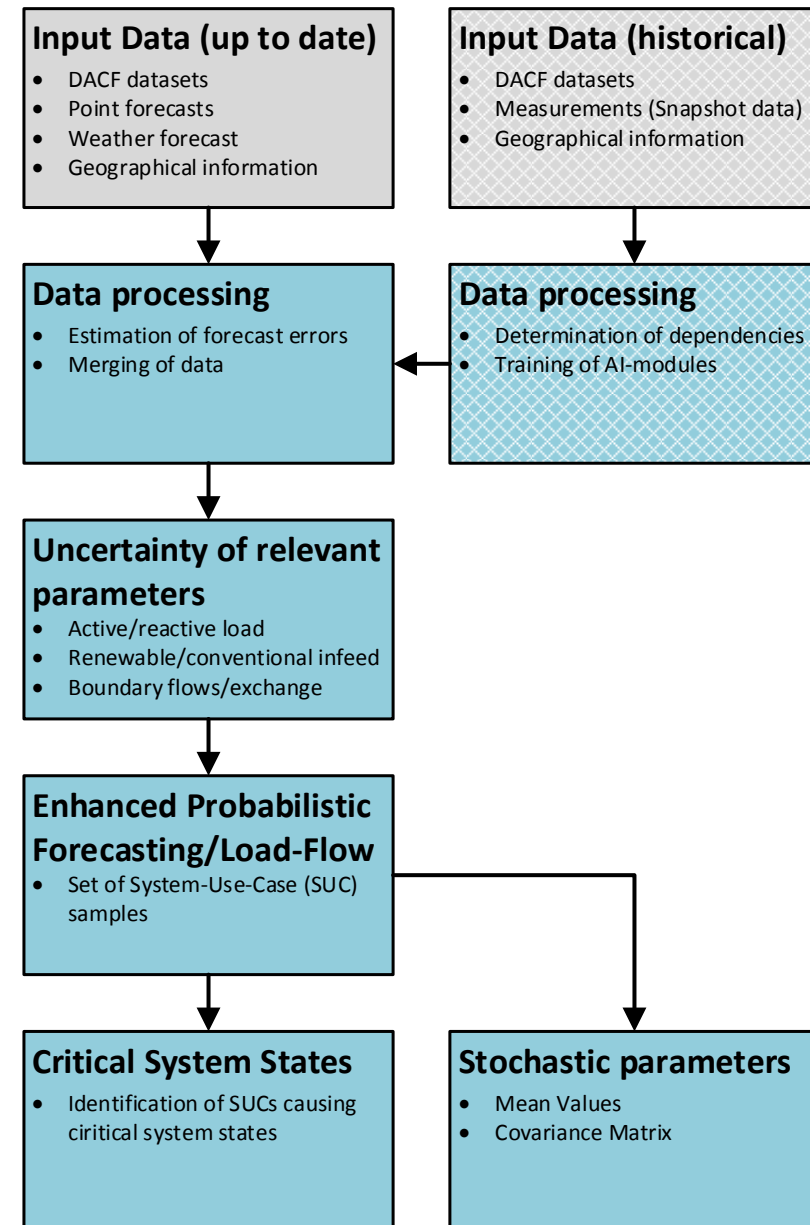 Input Data (up to date)
• DACF datasets
• Point forecasts
• Weather forecast
• Geographical information
Input Data (historical)
• DACF datasets
• Measurements (Snapshot data)
• Geographical information
Data processing
• Estimation of forecast errors
• Merging of data
Data processing
• Determination of dependencies
• Training of AI-modules
Uncertainty of relevant
parameters
• Active/reactive load
• Renewable/conventional infeed
• Boundary flows/exchange
Enhanced Probabilistic
Forecasting/Load-Flow
• Set of System-Use-Case (SUC)
samples
Critical System States
• Identification of SUCs causing
ciritical system states
Stochastic parameters
• Mean Values
• Covariance Matrix